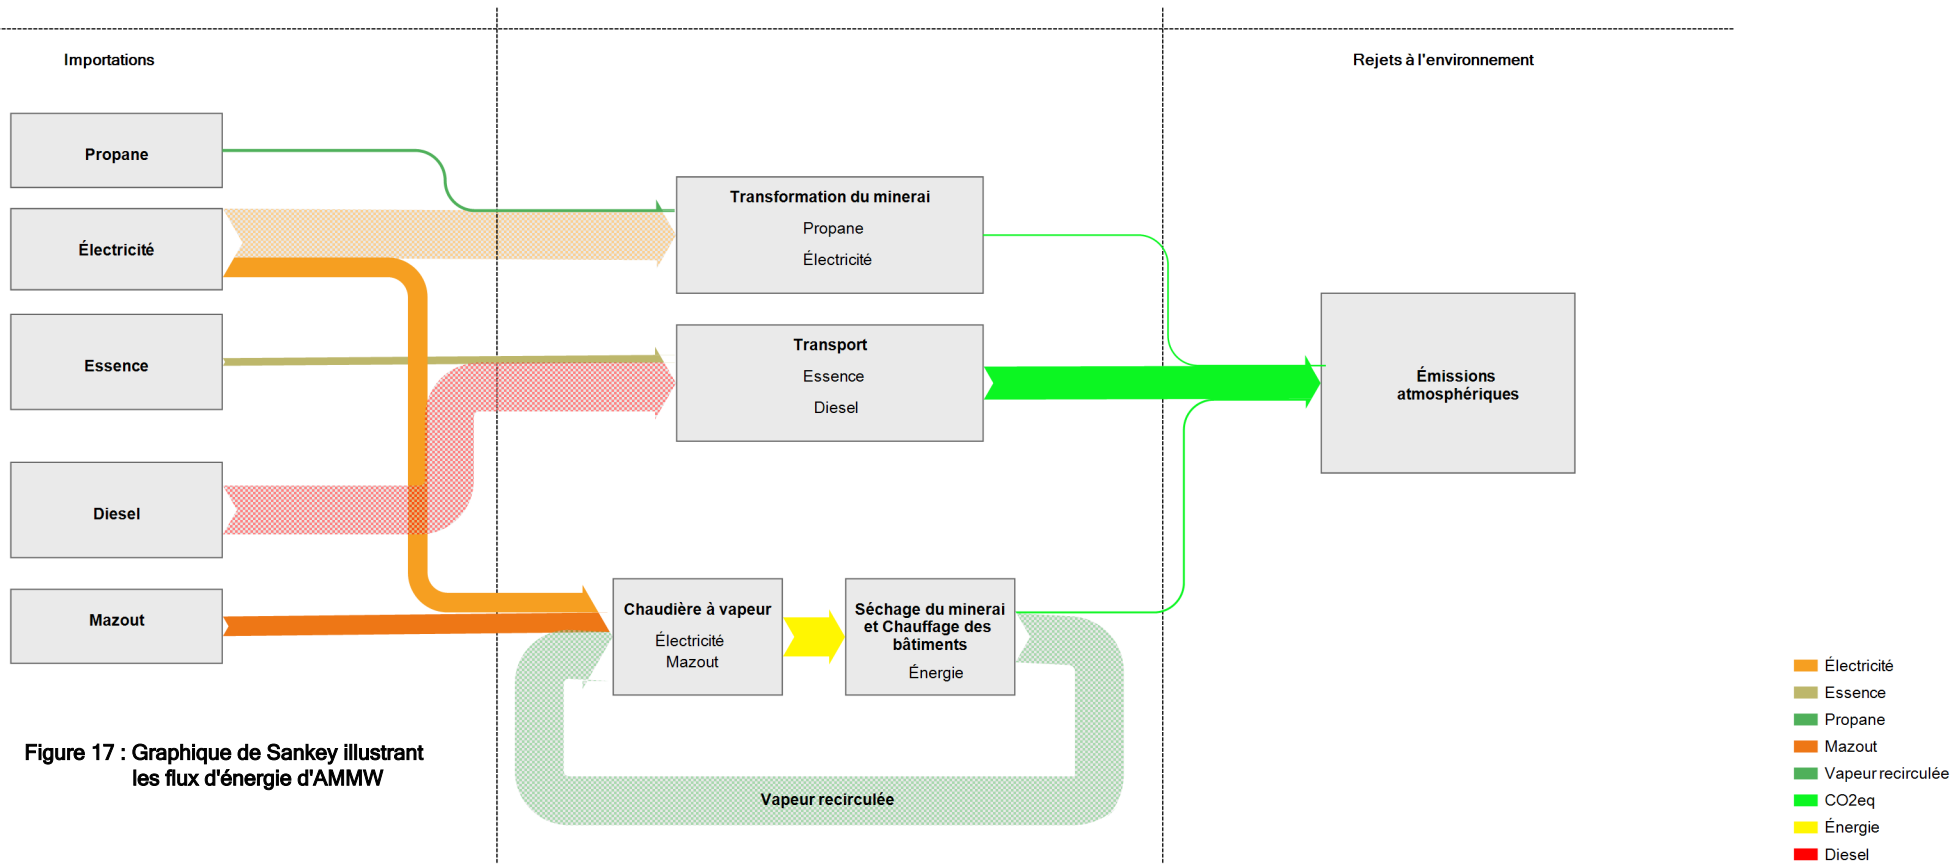 Importations
Rejets à l'environnement
Propane
Électricité
Essence
Diesel
Mazout
Transformation du minerai
Propane
Électricité
Transport
Essence
Diesel
Émissions
atmosphériques
Chaudière à vapeur
Électricité
Mazout
Séchage du minerai
et Chauffage des
bâtiments
Énergie
Vapeur recirculée
Figure 17 : Graphique de Sankey illustrant
les flux d'énergie d'AMMW
Électricité
Essence
Propane
Mazout
Vapeur recirculée
CO2eq
Énergie
Diesel